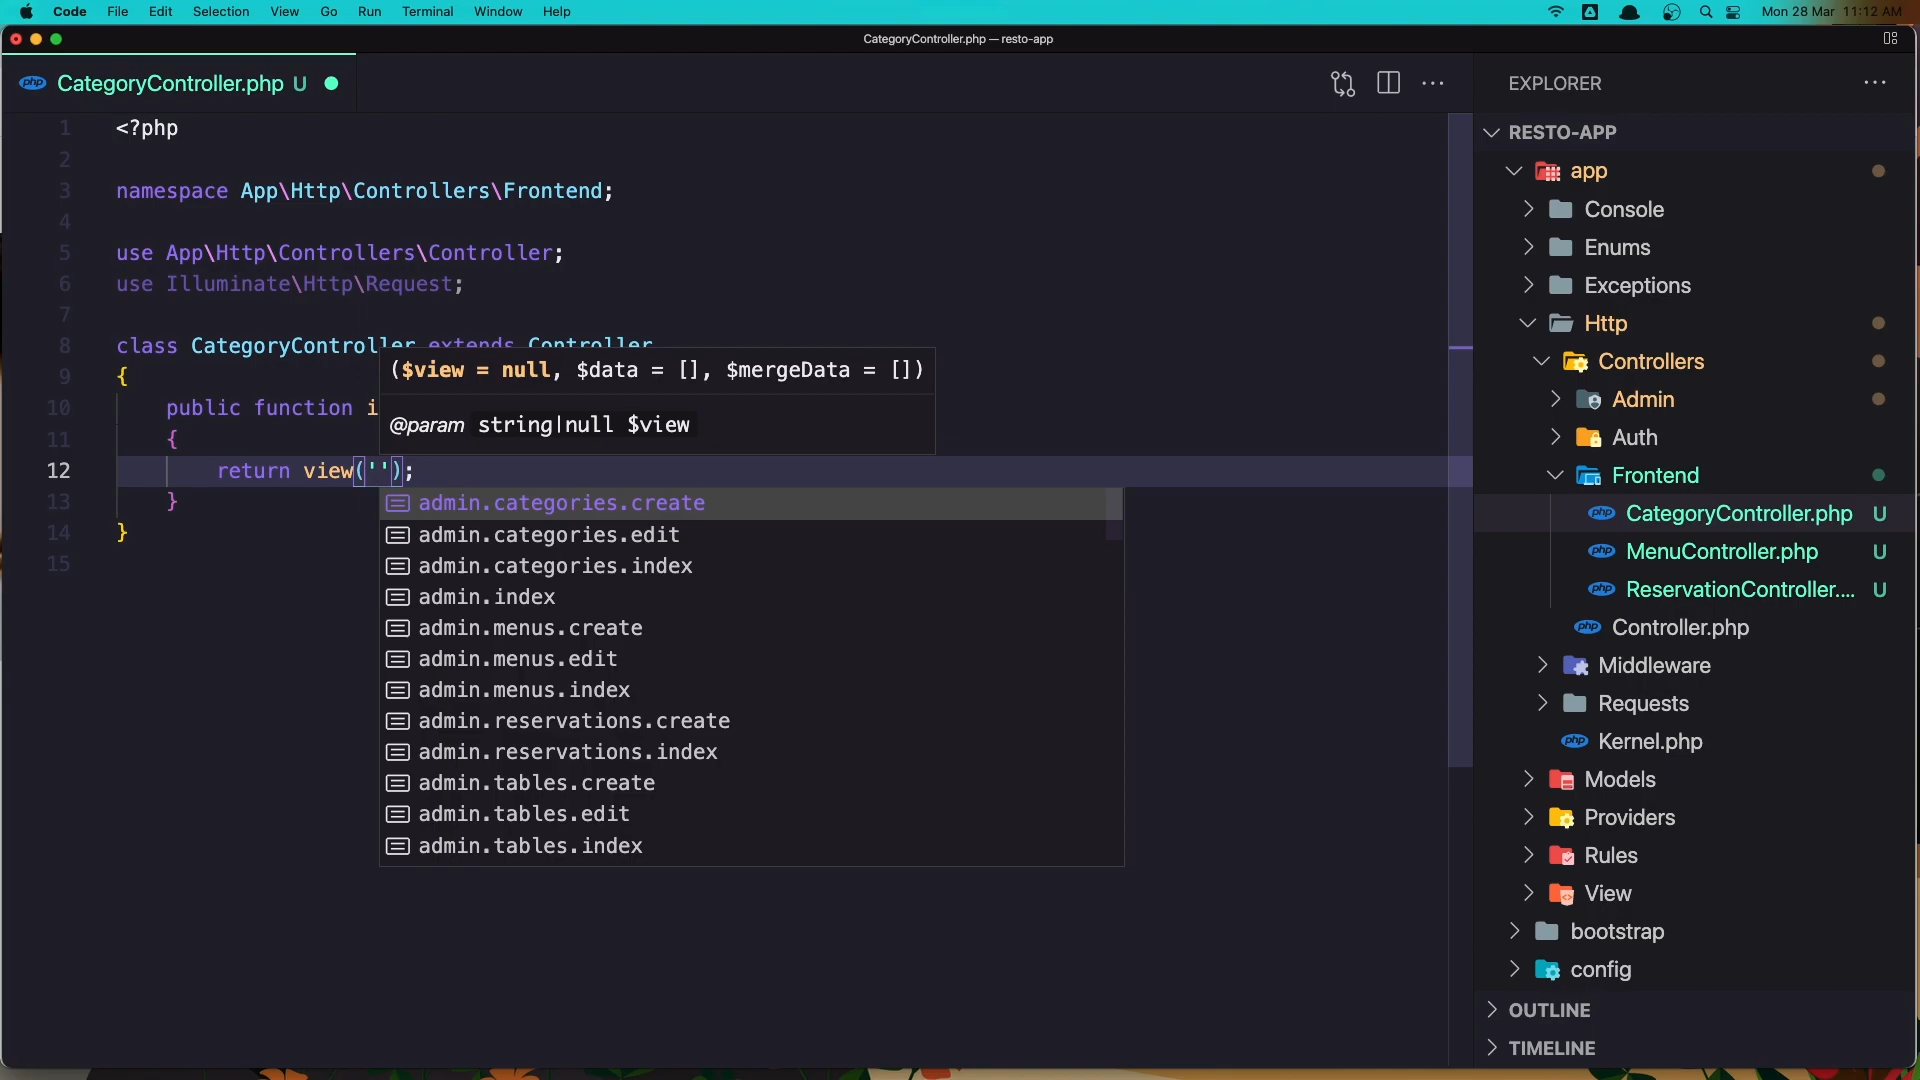 Code File Edit Selection View Go Run Terminal Window Help Mon 28 Mar 11:12 AM
CategoryController.php — resto-app
php CategoryController.php U
1 <?php
2
3 namespace App\Http\Controllers\Frontend;
4
5 use App\Http\Controllers\Controller;
6 use Illuminate\Http\Request;
7
8 class CategoryController extends Controller
9 {
($view = null, $data = [], $mergeData = [])
10 public function i
@param string|null $view
11 {
12 return view('');
13 }
14 }
15
admin.categories.create
admin.categories.edit
admin.categories.index
admin.index
admin.menus.create
admin.menus.edit
admin.menus.index
admin.reservations.create
admin.reservations.index
admin.tables.create
admin.tables.edit
admin.tables.index
EXPLORER
RESTO-APP
app
Console
Enums
Exceptions
Http
Controllers
Admin
Auth
Frontend
php CategoryController.php U
php MenuController.php U
php ReservationController.... U
php Controller.php
Middleware
Requests
php Kernel.php
Models
Providers
Rules
View
bootstrap
config
OUTLINE
TIMELINE